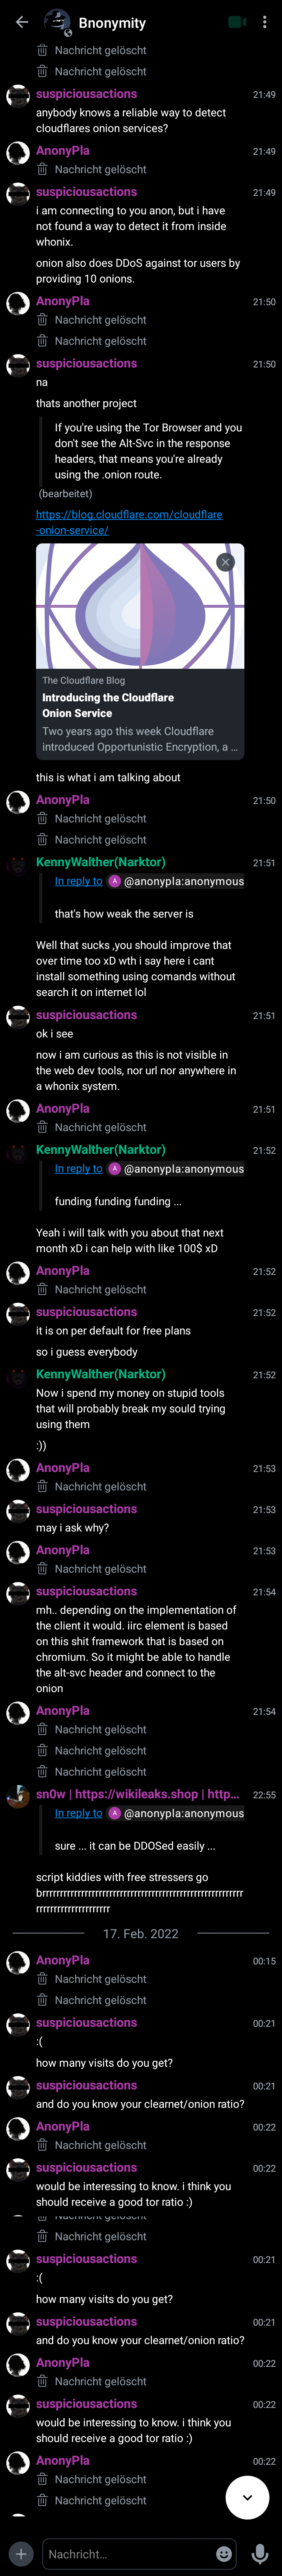 Bnonymity
Nachricht gelöscht
Nachricht gelöscht
suspiciousactions 21:49
anybody knows a reliable way to detect
cloudflares onion services?
AnonyPla 21:49
Nachricht gelöscht
suspiciousactions 21:49
i am connecting to you anon, but i have
not found a way to detect it from inside
whonix.
onion also does DDoS against tor users by
providing 10 onions.
AnonyPla 21:50
Nachricht gelöscht
Nachricht gelöscht
suspiciousactions 21:50
na
thats another project
If you're using the Tor Browser and you
don't see the Alt-Svc in the response
headers, that means you're already
using the .onion route.
(bearbeitet)
https://blog.cloudflare.com/cloudflare
-onion-service/
The Cloudflare Blog
Introducing the Cloudflare
Onion Service
Two years ago this week Cloudflare
introduced Opportunistic Encryption, a ...
this is what i am talking about
AnonyPla 21:50
Nachricht gelöscht
Nachricht gelöscht
KennyWalther(Narktor) 21:51
In reply to A @anonypla:anonymous
that's how weak the server is
Well that sucks ,you should improve that
over time too xD wth i say here i cant
install something using comands without
search it on internet lol
suspiciousactions 21:51
ok i see
now i am curious as this is not visible in
the web dev tools, nor url nor anywhere in
a whonix system.
AnonyPla 21:51
Nachricht gelöscht
KennyWalther(Narktor) 21:52
In reply to A @anonypla:anonymous
funding funding funding ...
Yeah i will talk with you about that next
month xD i can help with like 100$ xD
AnonyPla 21:52
Nachricht gelöscht
suspiciousactions 21:52
it is on per default for free plans
so i guess everybody
KennyWalther(Narktor) 21:52
Now i spend my money on stupid tools
that will probably break my sould trying
using them
:))
AnonyPla 21:53
Nachricht gelöscht
suspiciousactions 21:53
may i ask why?
AnonyPla 21:53
Nachricht gelöscht
suspiciousactions 21:54
mh.. depending on the implementation of
the client it would. iirc element is based
on this shit framework that is based on
chromium. So it might be able to handle
the alt-svc header and connect to the
onion
AnonyPla 21:54
Nachricht gelöscht
Nachricht gelöscht
Nachricht gelöscht
sn0w | https://wikileaks.shop | http... 22:55
In reply to A @anonypla:anonymous
sure ... it can be DDOSed easily ...
script kiddies with free stressers go
brrrrrrrrrrrrrrrrrrrrrrrrrrrrrrrrrrrrrrrrrrrrrrrrrrrrrrrrr
rrrrrrrrrrrrrrrrrrrrr
17. Feb. 2022
AnonyPla 00:15
Nachricht gelöscht
Nachricht gelöscht
suspiciousactions 00:21
:(
how many visits do you get?
suspiciousactions 00:21
and do you know your clearnet/onion ratio?
AnonyPla 00:22
Nachricht gelöscht
suspiciousactions 00:22
would be interessing to know. i think you
should receive a good tor ratio :)
Nachricht gelöscht
Nachricht gelöscht
suspiciousactions 00:21
:(
how many visits do you get?
suspiciousactions 00:21
and do you know your clearnet/onion ratio?
AnonyPla 00:22
Nachricht gelöscht
suspiciousactions 00:22
would be interessing to know. i think you
should receive a good tor ratio :)
AnonyPla 00:22
Nachricht gelöscht
Nachricht gelöscht
Nachricht...